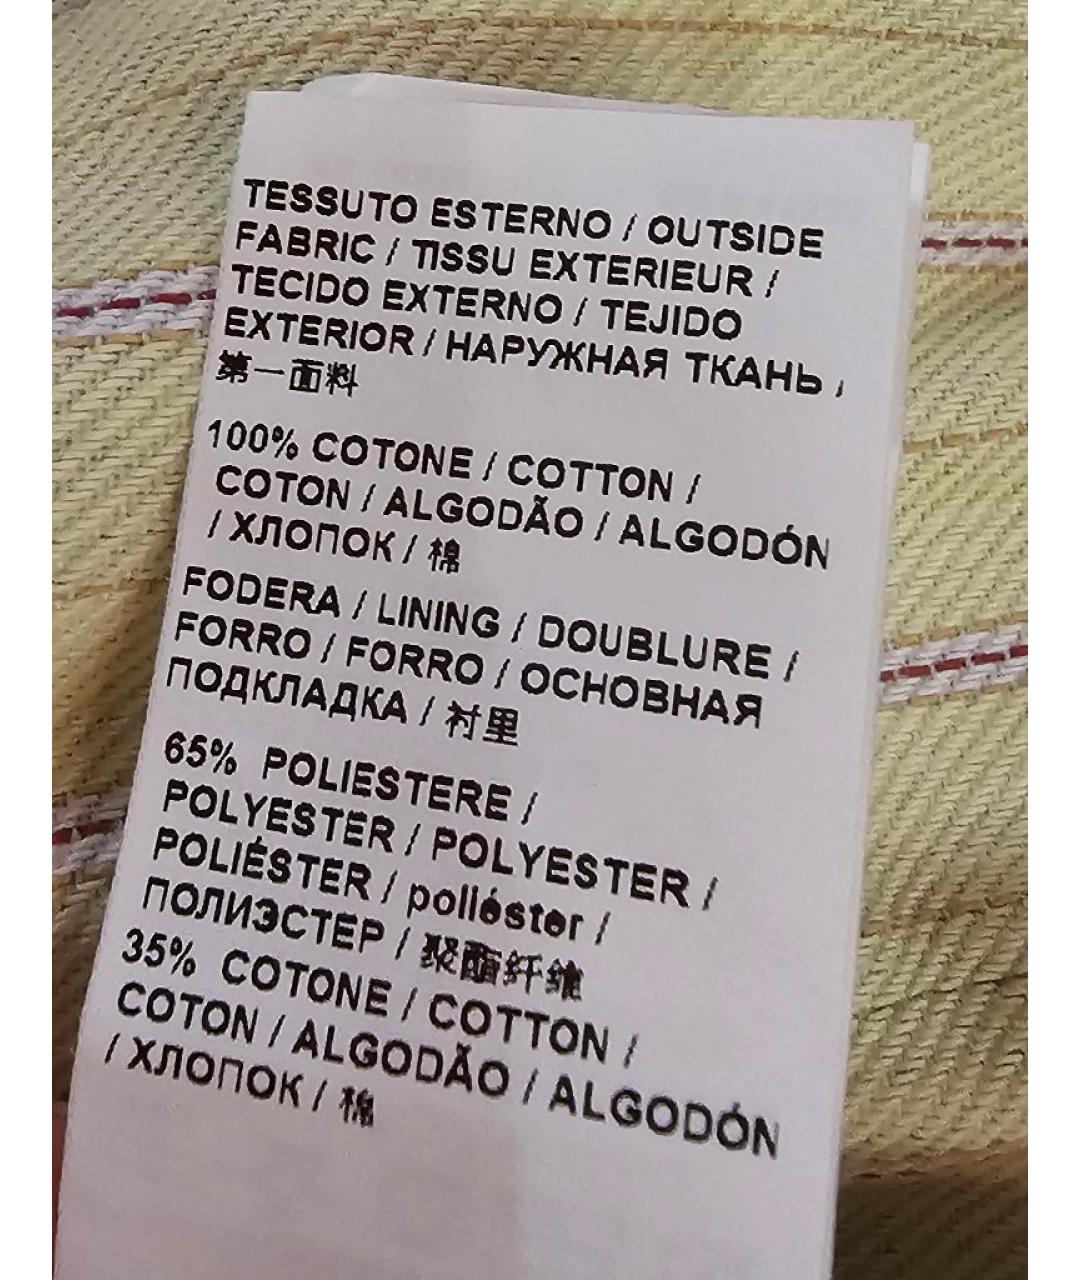 TESSUTO ESTERNO / OUTSIDE
FABRIC / TISSU EXTERIEUR /
TECIDO EXTERNO / TEJIDO
EXTERIOR / НАРУЖНАЯ ТКАНЬ /
第一面料
100% COTONE / COTTON /
COTON / ALGODÃO / ALGODÓN
/ ХЛОПОК / 棉
FODERA / LINING / DOUBLURE /
FORRO / FORRO / ОСНОВНАЯ
ПОДКЛАДКА / 衬里
65% POLIESTERE /
POLYESTER / POLYESTER /
POLIÉSTER / poliéster /
ПОЛИЭСТЕР / 聚酯纤维
35% COTONE / COTTON /
COTON / ALGODÃO / ALGODÓN
/ ХЛОПОК / 棉